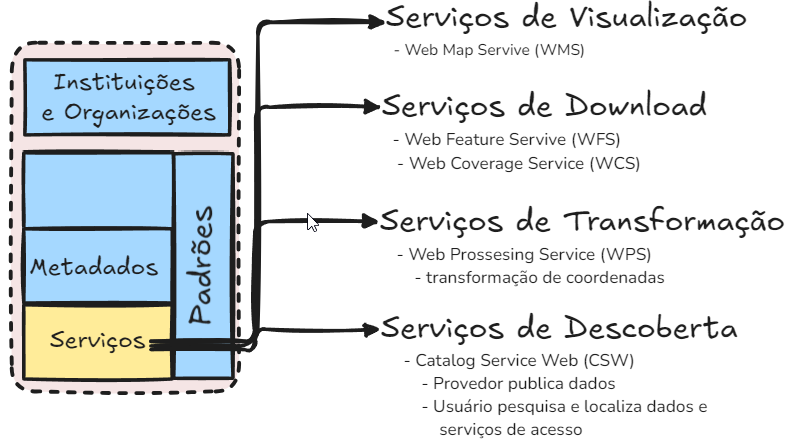 Instituições
e Organizações
Padrões
Metadados
Serviços
Serviços de Visualização
- Web Map Servive (WMS)
Serviços de Download
- Web Feature Servive (WFS)
- Web Coverage Service (WCS)
Serviços de Transformação
- Web Prossesing Service (WPS)
- transformação de coordenadas
Serviços de Descoberta
- Catalog Service Web (CSW)
- Provedor publica dados
- Usuário pesquisa e localiza dados e
serviços de acesso